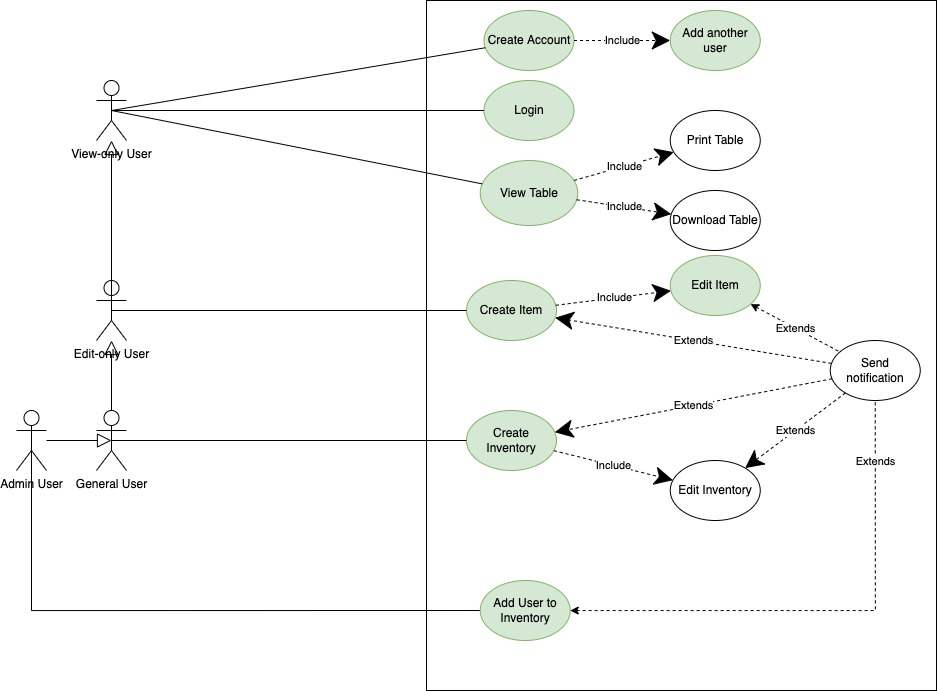 Create Account
Include
Add another
user
Login
View-only User
Print Table
Include
View Table
Include
Download Table
Edit Item
Include
Create Item
Extends
Extends
Edit-only User
Send
notification
Extends
Create
Inventory
Extends
Include
Extends
Admin User
General User
Edit Inventory
Add User to
Inventory